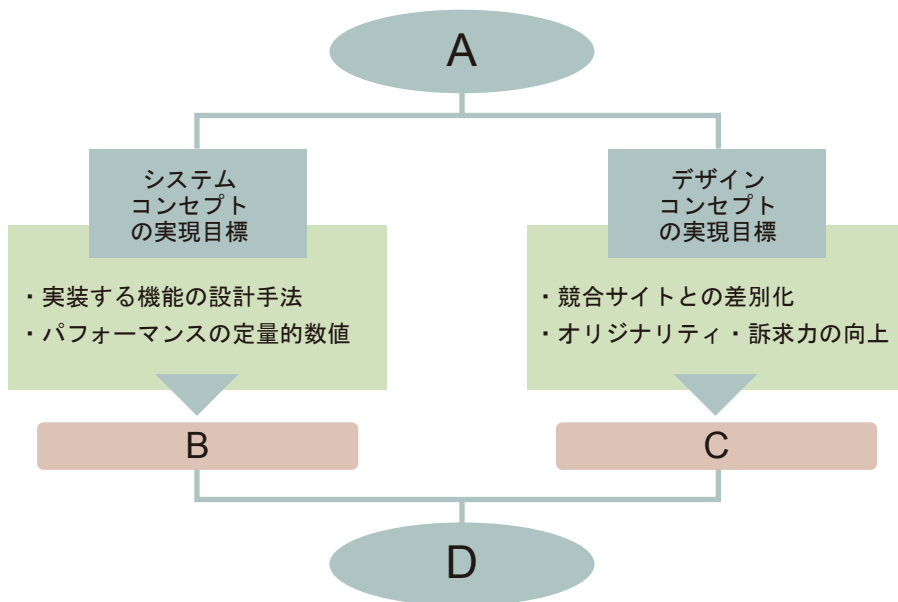 A
システム
コンセプト
の実現目標
・実装する機能の設計手法
・パフォーマンスの定量的数値
B
デザイン
コンセプト
の実現目標
・競合サイトとの差別化
・オリジナリティ・訴求力の向上
C
D